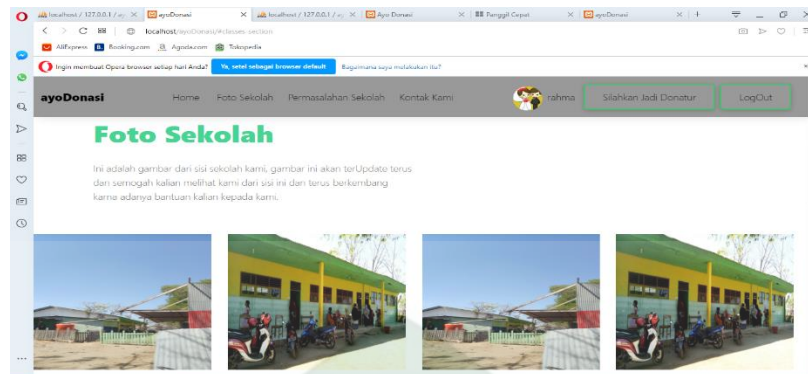 localhost / 127.0.0.1 /
ayoDonasi
localhost / 127.0.0.1 /
Ayo Donasi
Panggil Cepat
ayoDonasi
localhost/ayoDonasi/#classes-section
AliExpress
Booking.com
Agoda.com
Tokopedia
Ingin membuat Opera browser setiap hari Anda?
Ya, setel sebagai browser default
Bagaimana saya melakukan itu?
ayoDonasi
Home
Foto Sekolah
Permasalahan Sekolah
Kontak Kami
rahma
Silahkan Jadi Donatur
LogOut
Foto Sekolah
Ini adalah gambar dari sisi sekolah kami, gambar ini akan terUpdate terus
dan semogah kalian melihat kami dari sisi ini dan terus berkembang
karna adanya bantuan kalian kepada kami.